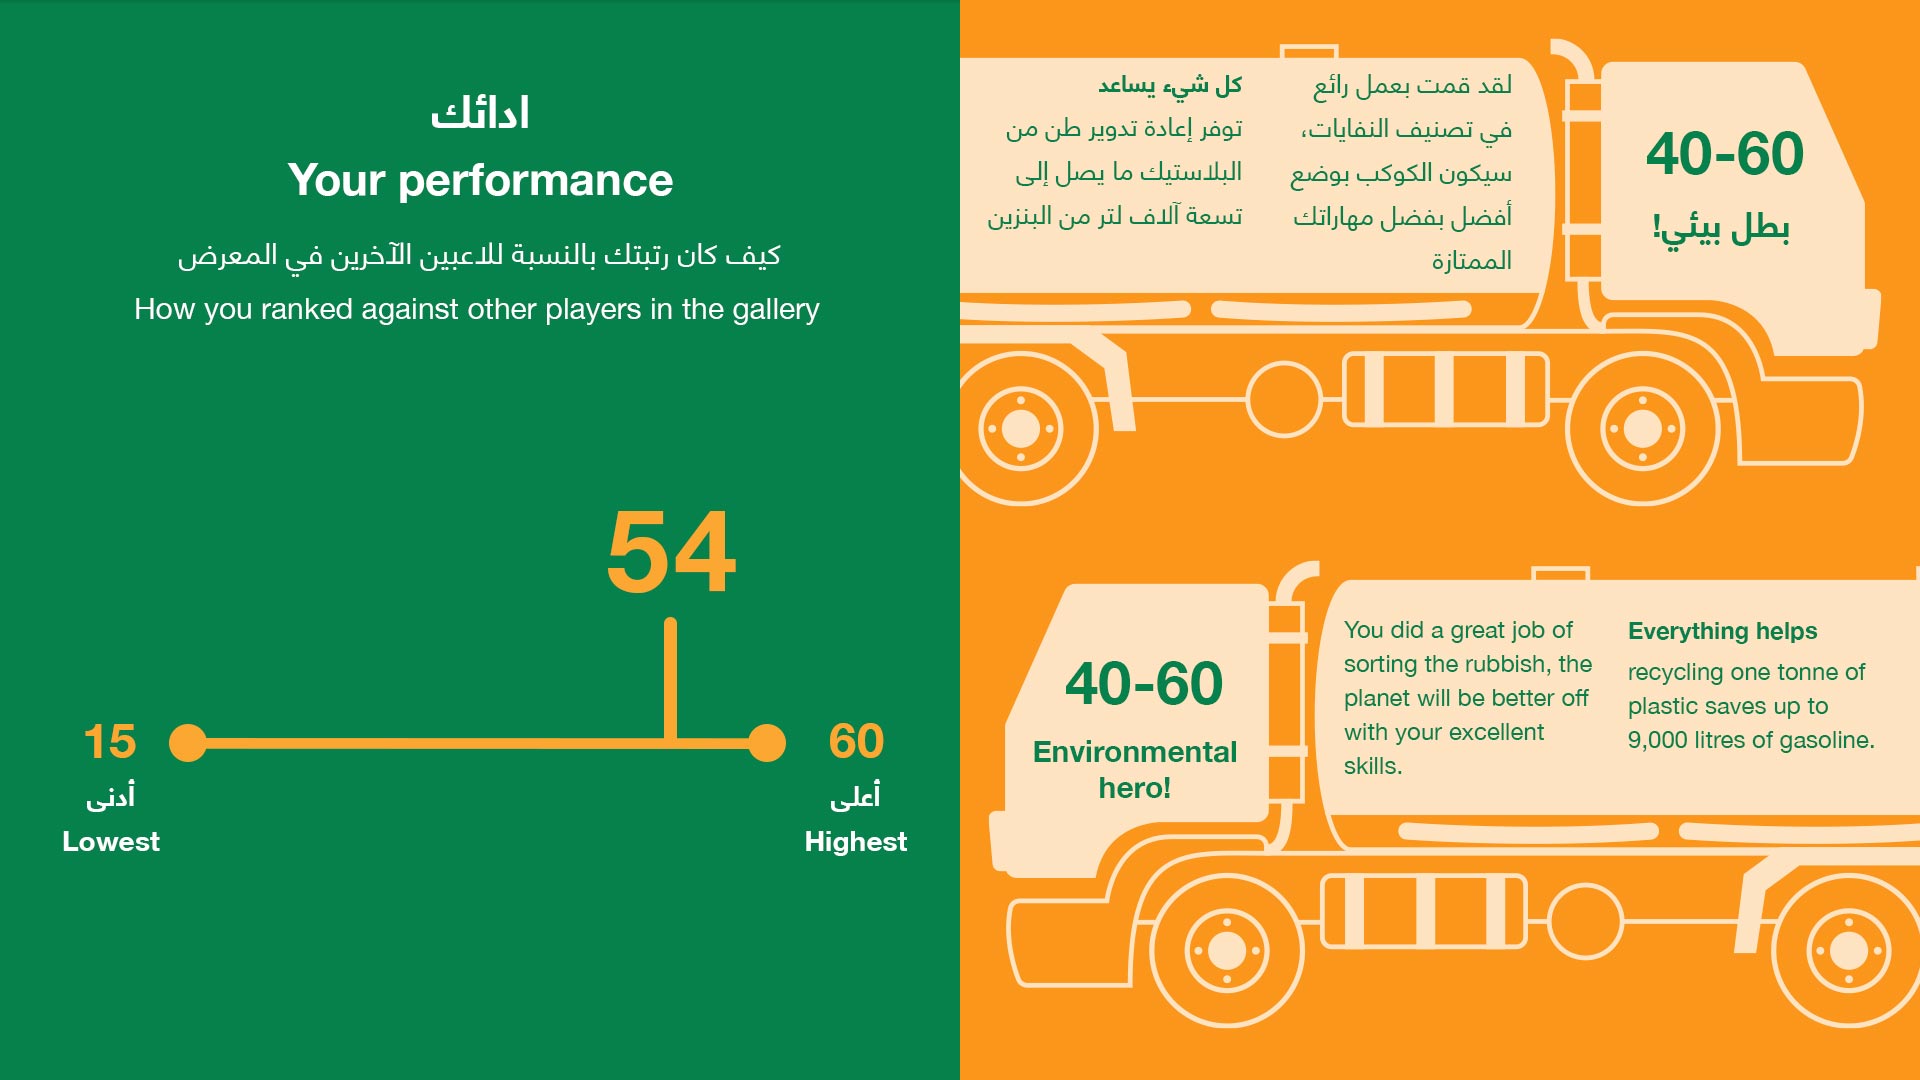 ادائك
Your performance
كيف كان رتبتك بالنسبة للاعبين الآخرين في المعرض
How you ranked against other players in the gallery
54
15
أدنى
Lowest
60
أعلى
Highest
40-60
بطل بيئي!
لقد قمت بعمل رائع
في تصنيف النفايات،
سيكون الكوكب بوضع
أفضل بفضل مهاراتك
الممتازة
كل شيء يساعد
توفر إعادة تدوير طن من
البلاستيك ما يصل إلى
تسعة آلاف لتر من البنزين
40-60
Environmental
hero!
You did a great job of
sorting the rubbish, the
planet will be better off
with your excellent
skills.
Everything helps
recycling one tonne of
plastic saves up to
9,000 litres of gasoline.